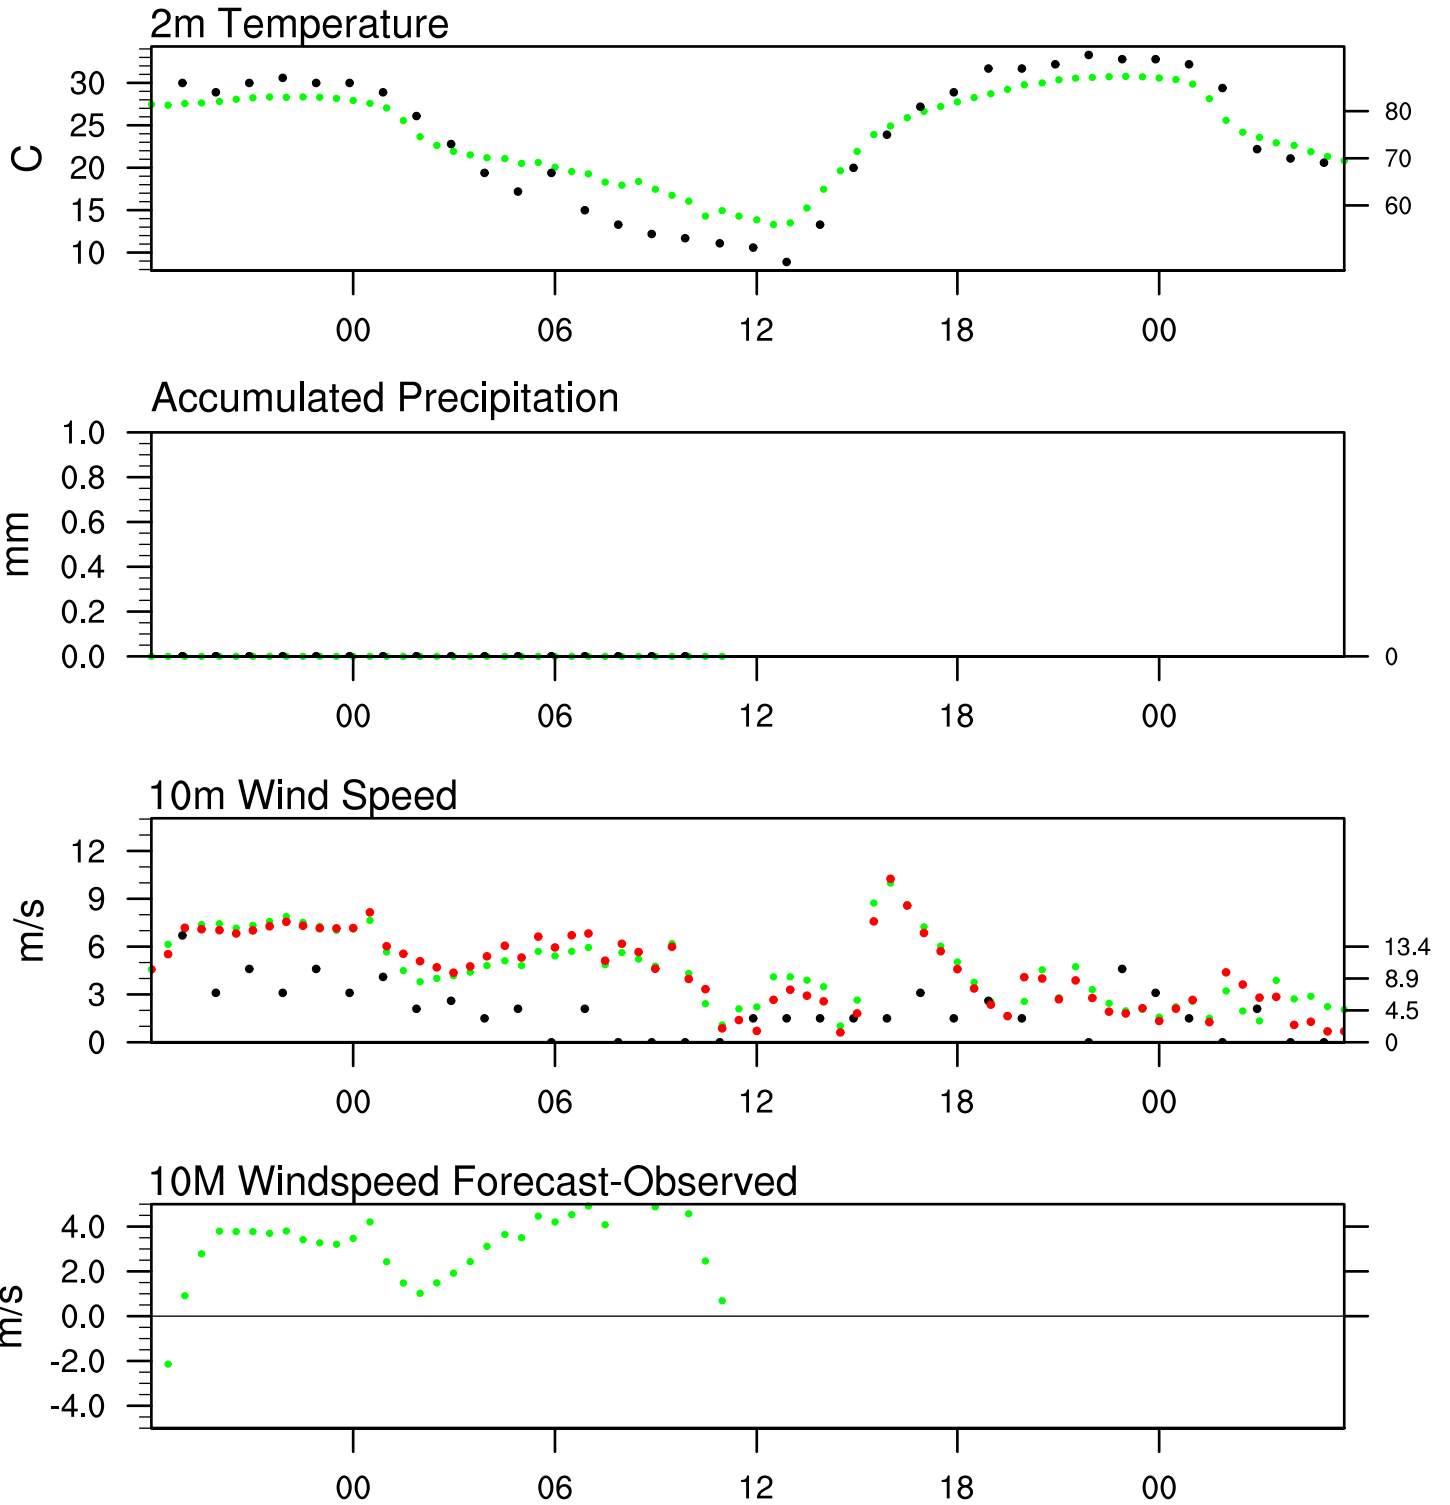 2m Temperature
30
25
20
15
10
C
80
70
60
00 06 12 18 00
Accumulated Precipitation
1.0
0.8
0.6
0.4
0.2
0.0
mm
0
00 06 12 18 00
10m Wind Speed
12
9
6
3
0
m/s
13.4
8.9
4.5
0
00 06 12 18 00
10M Windspeed Forecast-Observed
4.0
2.0
0.0
-2.0
-4.0
m/s
00 06 12 18 00